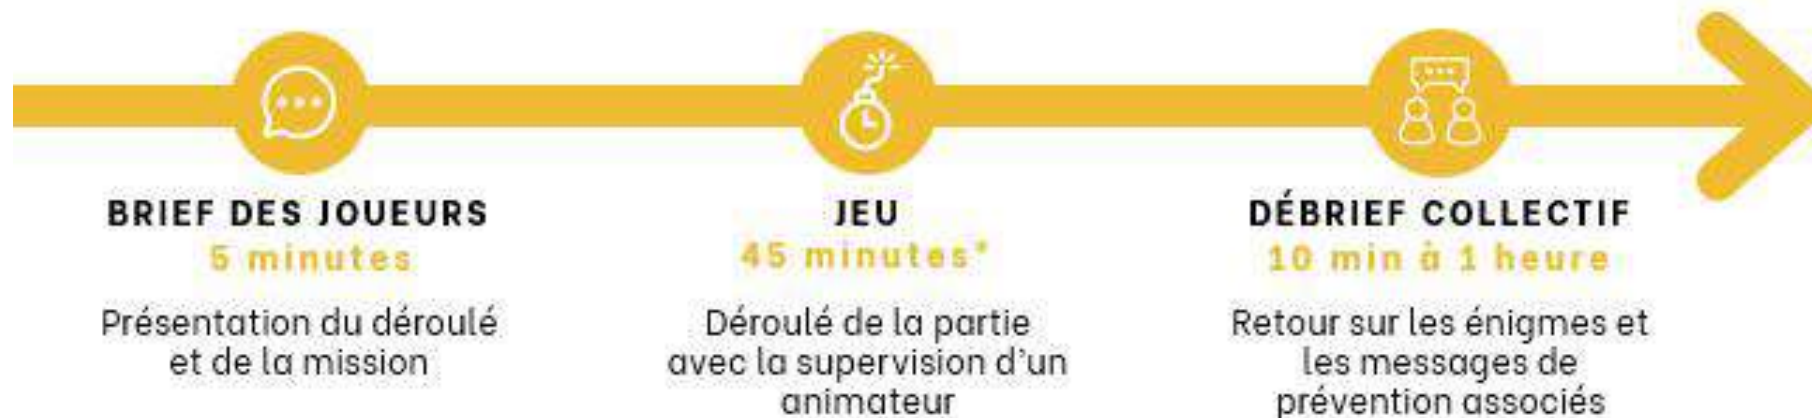 BRIEF DES JOUEURS
5 minutes
Présentation du déroulé
et de la mission
JEU
45 minutes*
Déroulé de la partie
avec la supervision d'un
animateur
DÉBRIEF COLLECTIF
10 min à 1 heure
Retour sur les énigmes et
les messages de
prévention associés